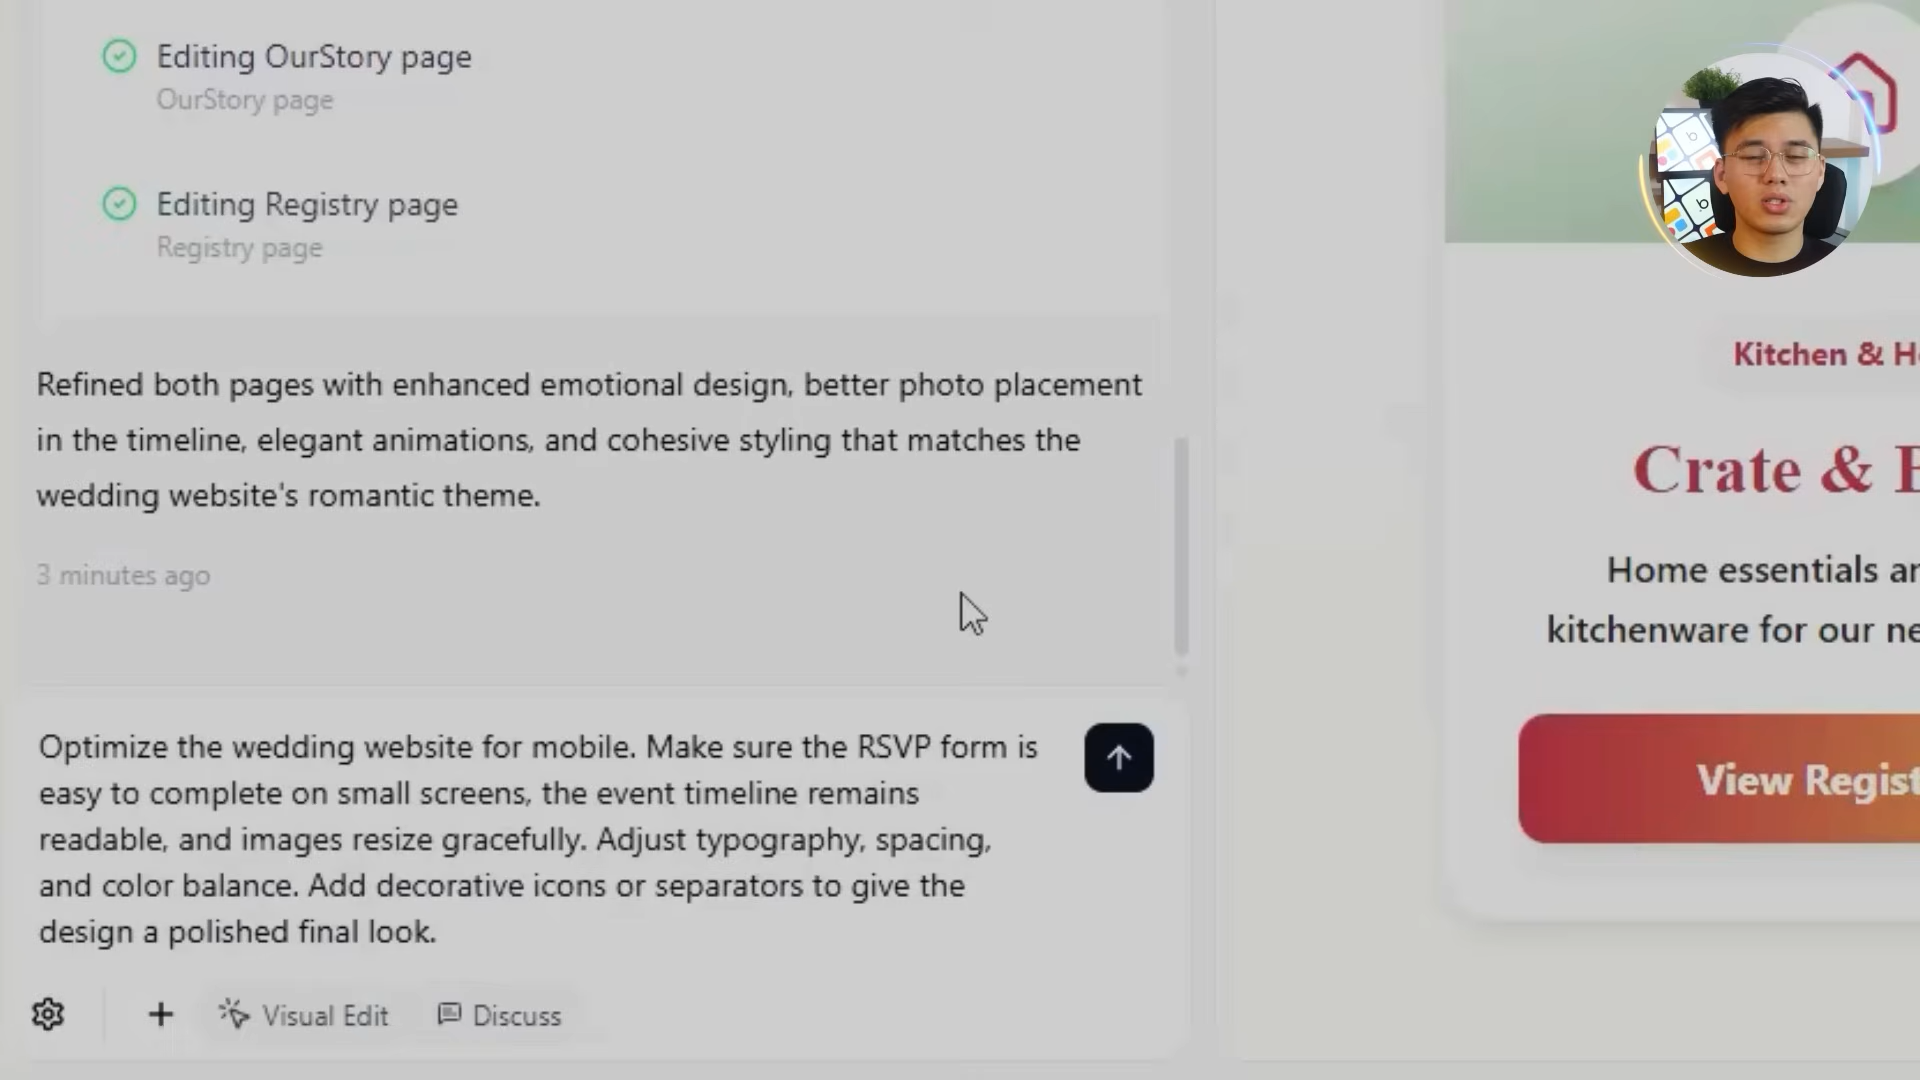 Editing OurStory page
OurStory page
Editing Registry page
Registry page
Refined both pages with enhanced emotional design, better photo placement
in the timeline, elegant animations, and cohesive styling that matches the
wedding website's romantic theme.
3 minutes ago
Optimize the wedding website for mobile. Make sure the RSVP form is
easy to complete on small screens, the event timeline remains
readable, and images resize gracefully. Adjust typography, spacing,
and color balance. Add decorative icons or separators to give the
design a polished final look.
Visual Edit
Discuss
Kitchen &
Crate &
Home essentials
kitchenware for our
View